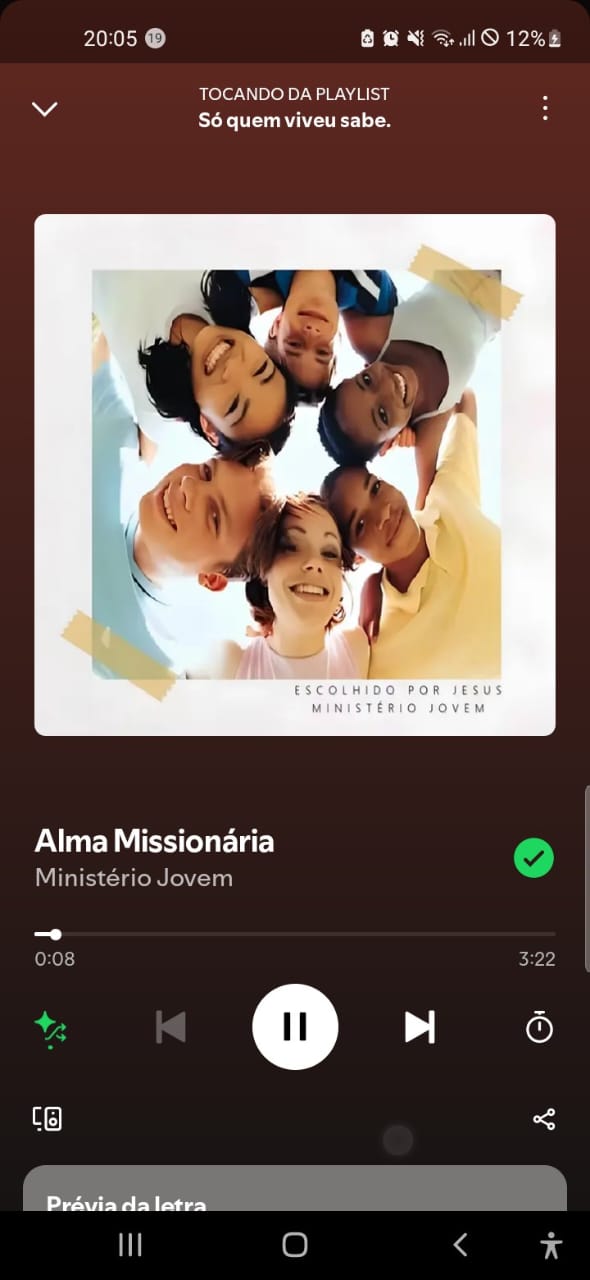 20:05 19 12%
TOCANDO DA PLAYLIST
Só quem viveu sabe.
ESCOLHIDO POR JESUS
MINISTÉRIO JOVEM
Alma Missionária
Ministério Jovem
0:08 3:22
Prévia da letra